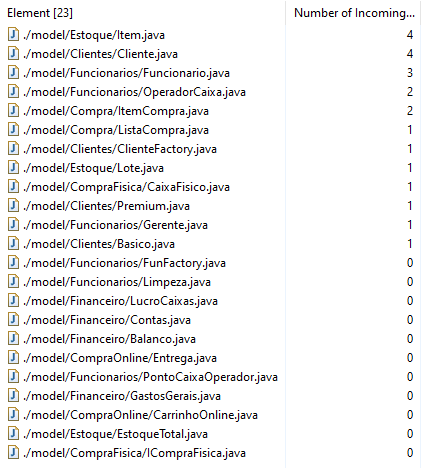 Element [23] Number of Incoming...
./model/Estoque/Item.java 4
./model/Clientes/Cliente.java 4
./model/Funcionarios/Funcionario.java 3
./model/Funcionarios/OperadorCaixa.java 2
./model/Compra/ItemCompra.java 2
./model/Compra/ListaCompra.java 1
./model/Clientes/ClienteFactory.java 1
./model/Estoque/Lote.java 1
./model/CompraFisica/CaixaFisico.java 1
./model/Clientes/Premium.java 1
./model/Funcionarios/Gerente.java 1
./model/Clientes/Basico.java 1
./model/Funcionarios/FunFactory.java 0
./model/Funcionarios/Limpeza.java 0
./model/Financeiro/LucroCaixas.java 0
./model/Financeiro/Contas.java 0
./model/Financeiro/Balanco.java 0
./model/CompraOnline/Entrega.java 0
./model/Funcionarios/PontoCaixaOperador.java 0
./model/Financeiro/GastosGerais.java 0
./model/CompraOnline/CarrinhoOnline.java 0
./model/Estoque/EstoqueTotal.java 0
./model/CompraFisica/ICompraFisica.java 0